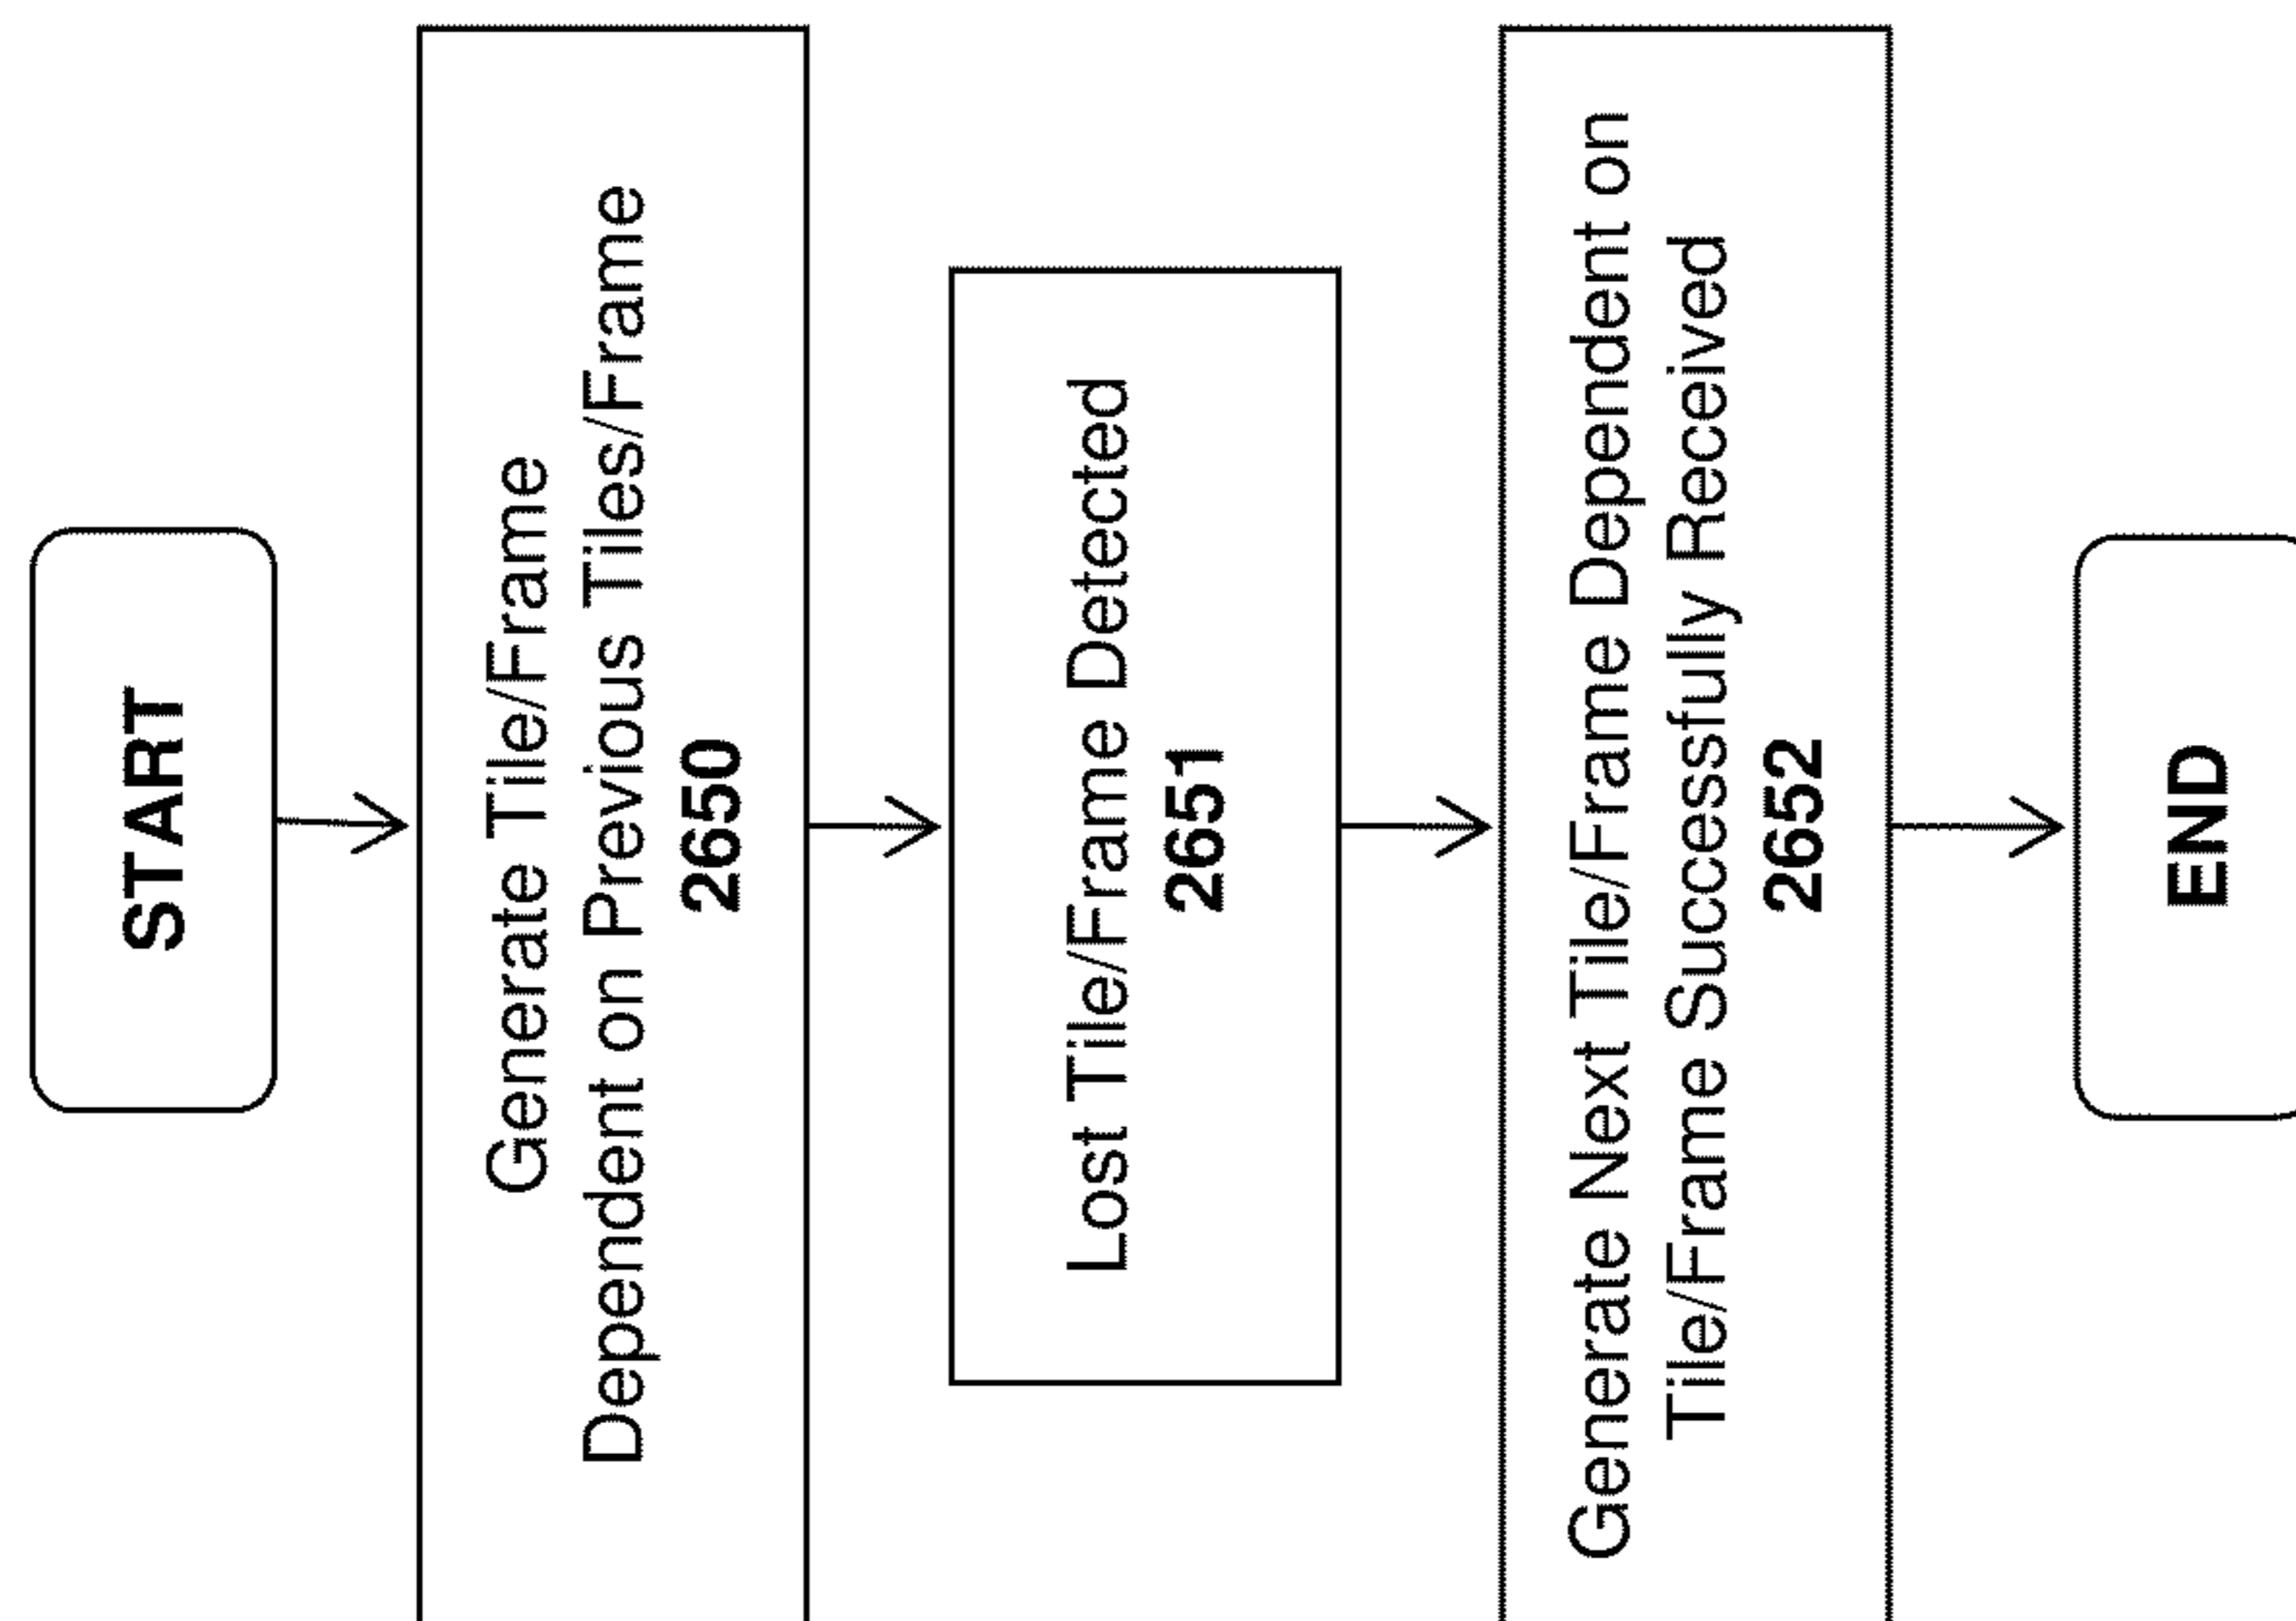 START
Generate Tile/Frame
Dependent on Previous Tiles/Frame
2650
Lost Tile/Frame Detected
2651
Generate Next Tile/Frame Dependent on
Tile/Frame Successfully Received
2652
END